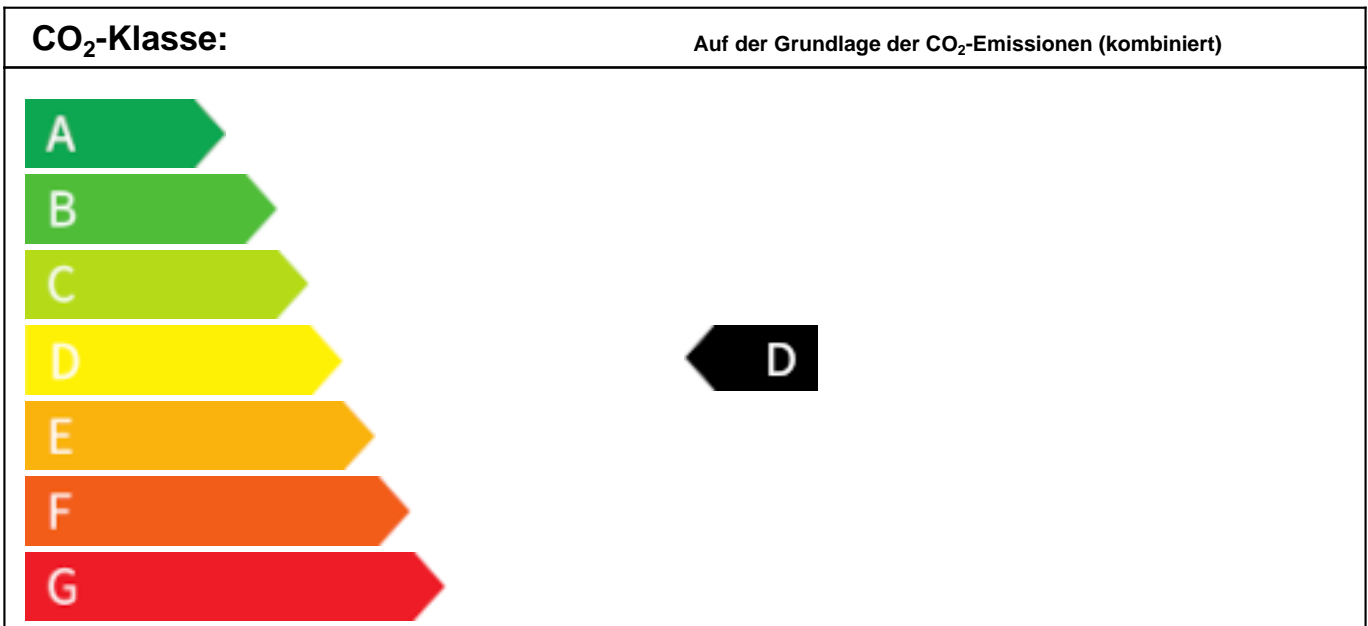 CO₂-Klasse: Auf der Grundlage der CO₂-Emissionen (kombiniert)
A
B
C
D D
E
F
G